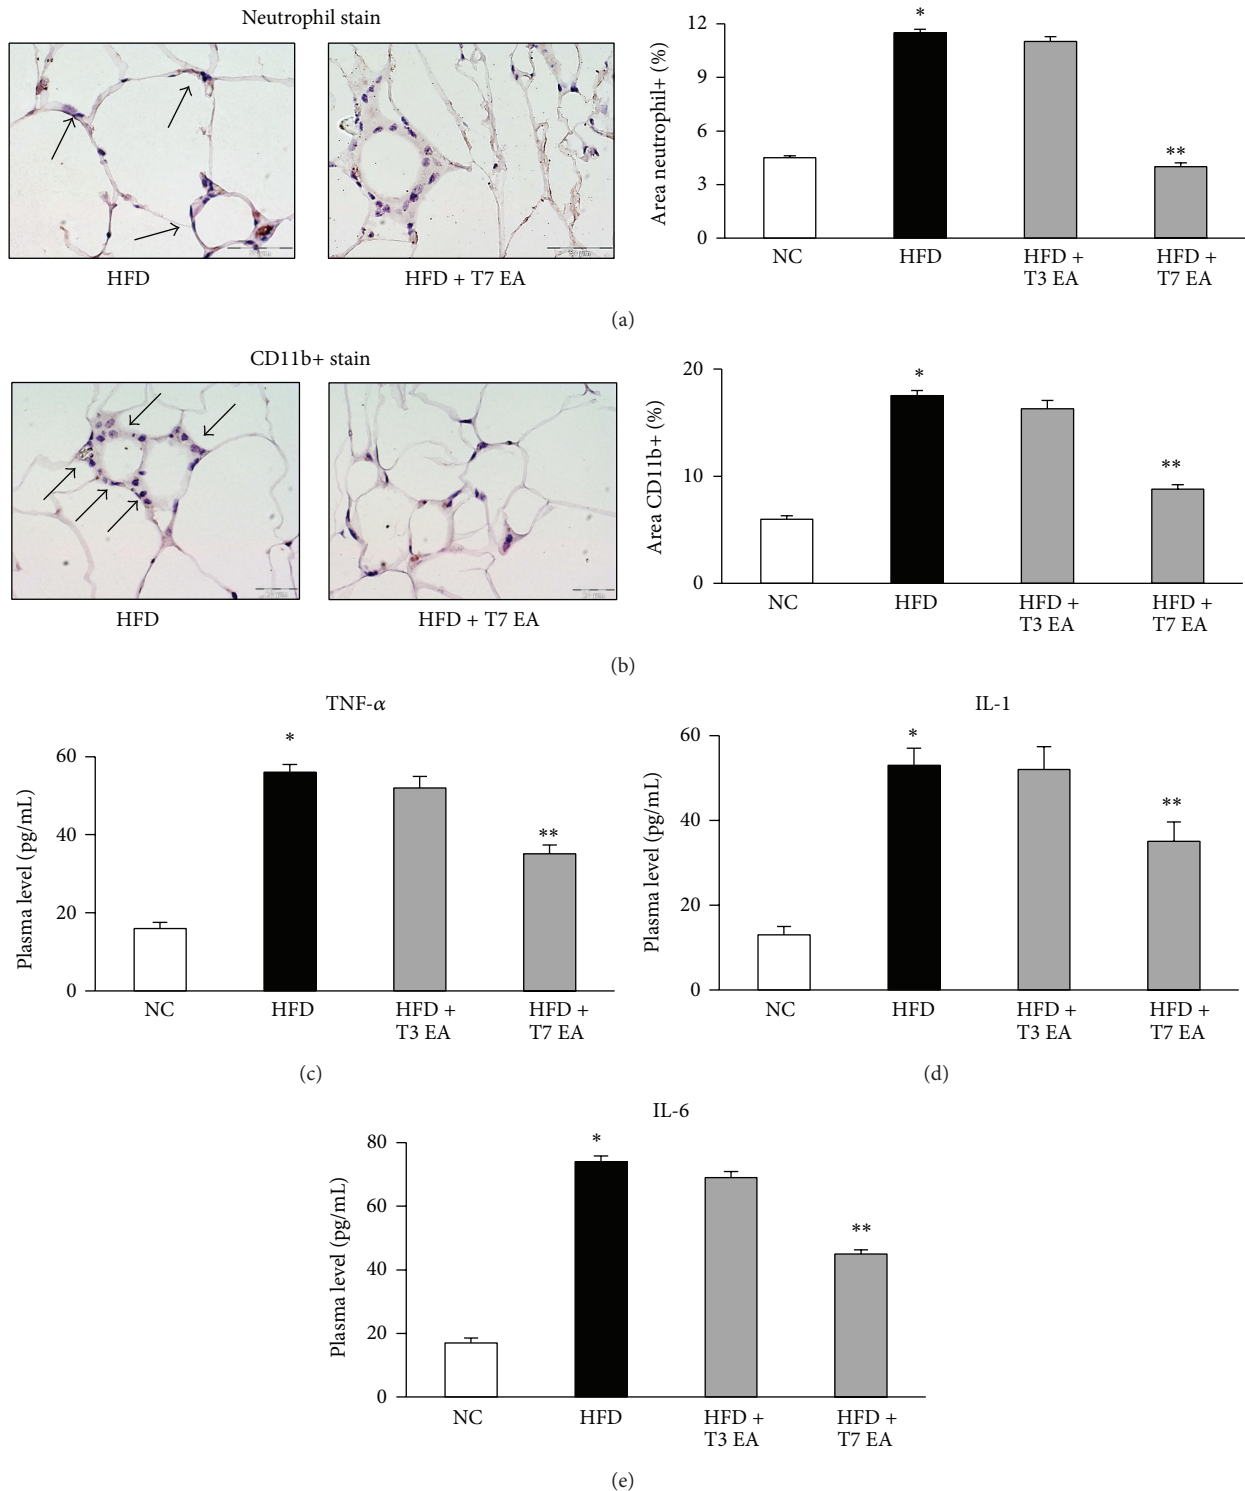 Neutrophil stain
HFD
HFD + T7 EA
Area neutrophil+ (%)
12
9
6
3
0
*
**
NC
HFD
HFD +
T3 EA
HFD +
T7 EA
(a)
CD11b+ stain
HFD
HFD + T7 EA
Area CD11b+ (%)
20
10
0
*
**
NC
HFD
HFD +
T3 EA
HFD +
T7 EA
(b)
TNF-α
Plasma level (pg/mL)
60
40
20
0
*
**
NC
HFD
HFD +
T3 EA
HFD +
T7 EA
(c)
IL-1
Plasma level (pg/mL)
60
40
20
0
*
**
NC
HFD
HFD +
T3 EA
HFD +
T7 EA
(d)
IL-6
Plasma level (pg/mL)
80
60
40
20
0
*
**
NC
HFD
HFD +
T3 EA
HFD +
T7 EA
(e)